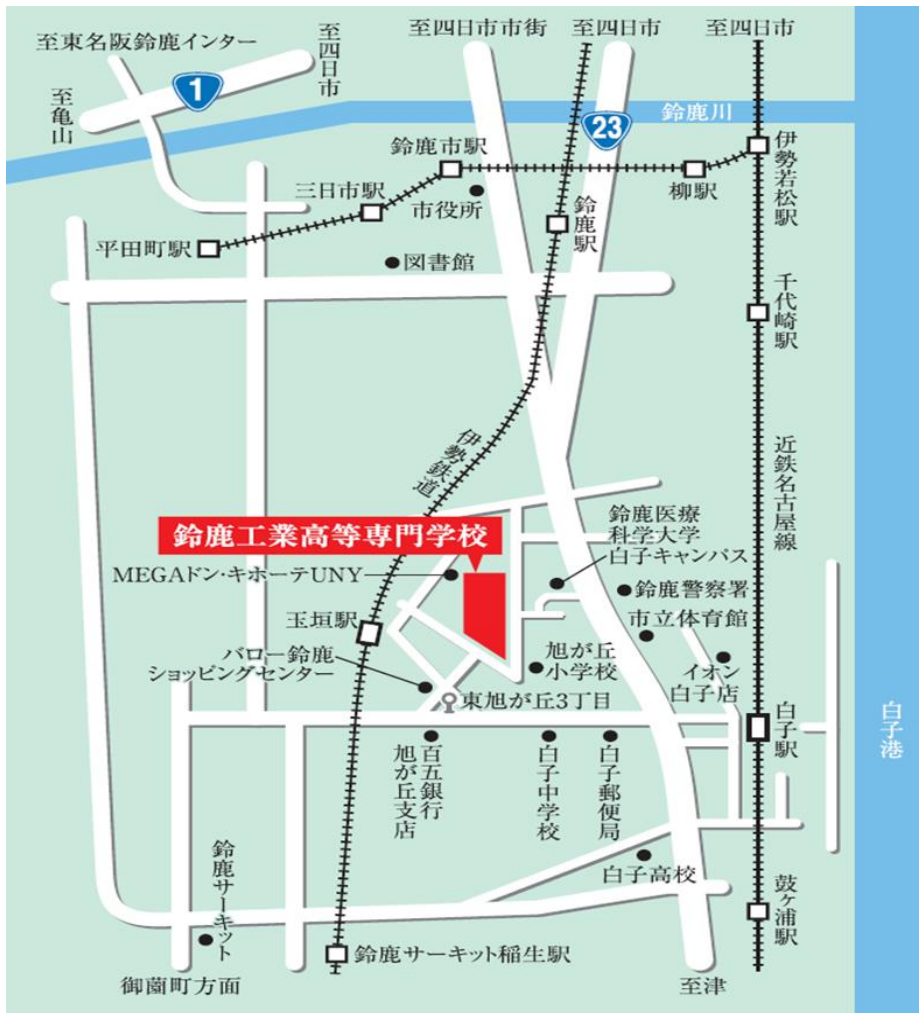 至東名阪鈴鹿インター
至四日市
至四日市市街
至四日市
至四日市
1
至亀山
23
鈴鹿川
鈴鹿市駅
伊勢若松駅
三日市駅
市役所
柳駅
鈴鹿駅
平田町駅
図書館
千代崎駅
伊勢鉄道
近鉄名古屋線
鈴鹿工業高等専門学校
鈴鹿医療
科学大学
白子キャンパス
MEGAドン・キホーテUNY
鈴鹿警察署
玉垣駅
市立体育館
バロー鈴鹿
ショッピングセンター
旭が丘
小学校
イオン
白子店
東旭が丘3丁目
白子駅
白子港
百五銀行
旭が丘支店
白子中学校
白子郵便局
鈴鹿サーキット
白子高校
鼓ヶ浦駅
鈴鹿サーキット稲生駅
御薗町方面
至津